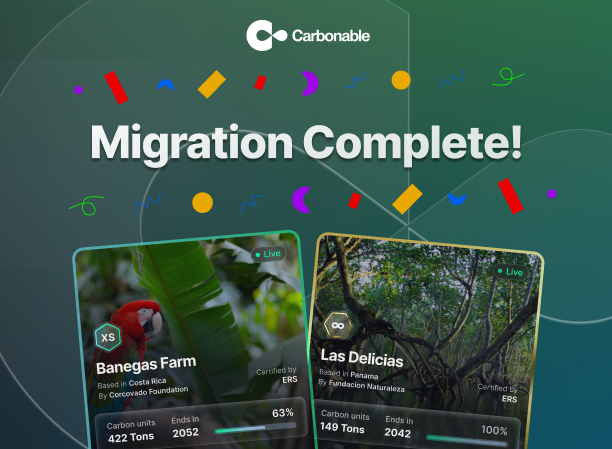 Carbonable
Migration Complete!
Live
XS
Banegas Farm
Based in Costa Rica
By Corcovado Foundation
Certified by
ERS
Carbon units
422 Tons
Ends in
2052
63%
Live
Las Delicias
Based in Panama
By Fundacion Naturaleza
Certified by
ERS
Carbon units
149 Tons
Ends in
2042
100%